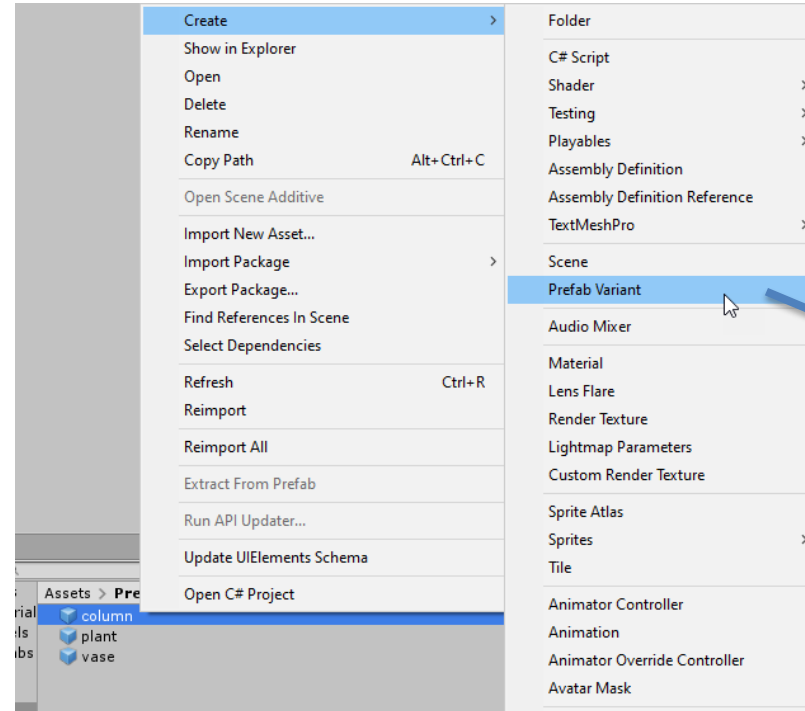 Create
Show in Explorer
Open
Delete
Rename
Copy Path Alt+Ctrl+C
Open Scene Additive
Import New Asset...
Import Package
Export Package...
Find References In Scene
Select Dependencies
Refresh Ctrl+R
Reimport
Reimport All
Extract From Prefab
Run API Updater...
Update UIElements Schema
Open C# Project
Folder
C# Script
Shader
Testing
Playables
Assembly Definition
Assembly Definition Reference
TextMeshPro
Scene
Prefab Variant
Audio Mixer
Material
Lens Flare
Render Texture
Lightmap Parameters
Custom Render Texture
Sprite Atlas
Sprites
Tile
Animator Controller
Animation
Animator Override Controller
Avatar Mask
Assets > Pre
column
plant
vase
rial
els
abs